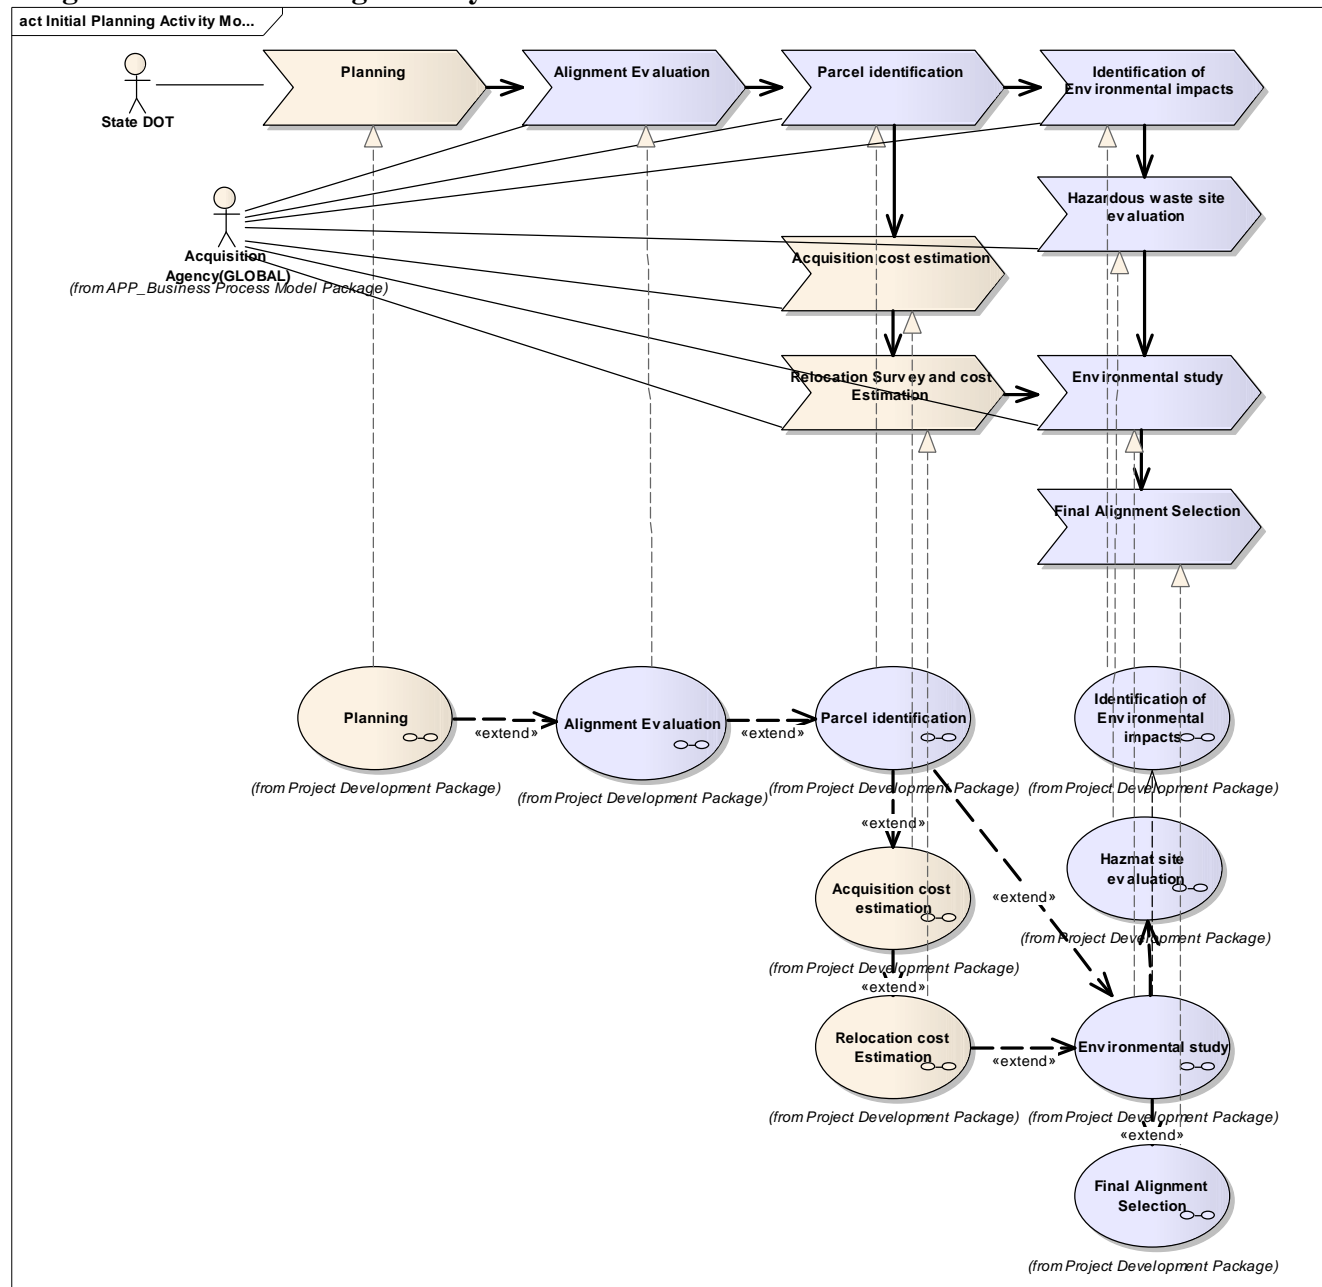 act Initial Planning Activity Mo...
Planning
Alignment Evaluation
Parcel identification
Identification of
Environmental impacts
State DOT
Hazardous waste site
evaluation
Acquisition
Agency(GLOBAL)
(from APP_Business Process Model Package)
Acquisition cost estimation
Relocation Survey and cost
Estimation
Environmental study
Final Alignment Selection
Planning
«extend»
Alignment Evaluation
«extend»
Parcel identification
Identification of
Environmental
impacts
(from Project Development Package)
(from Project Development Package)
(from Project Development Package)
(from Project Development Package)
«extend»
Hazmat site
evaluation
Acquisition cost
estimation
«extend»
(from Project Development Package)
(from Project Development Package)
«extend»
Relocation cost
Estimation
«extend»
Environmental study
(from Project Development Package)
(from Project Development Package)
«extend»
Final Alignment
Selection
(from Project Development Package)